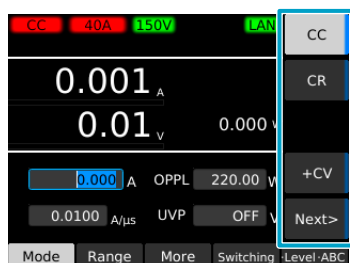 CC 40A 150V LAN CC
CR
0.001 A
0.01 V 0.000
0.000 A OPPL 220.00 W +CV
0.0100 A/µs UVP OFF V Next>
Mode Range More Switching Level·ABC